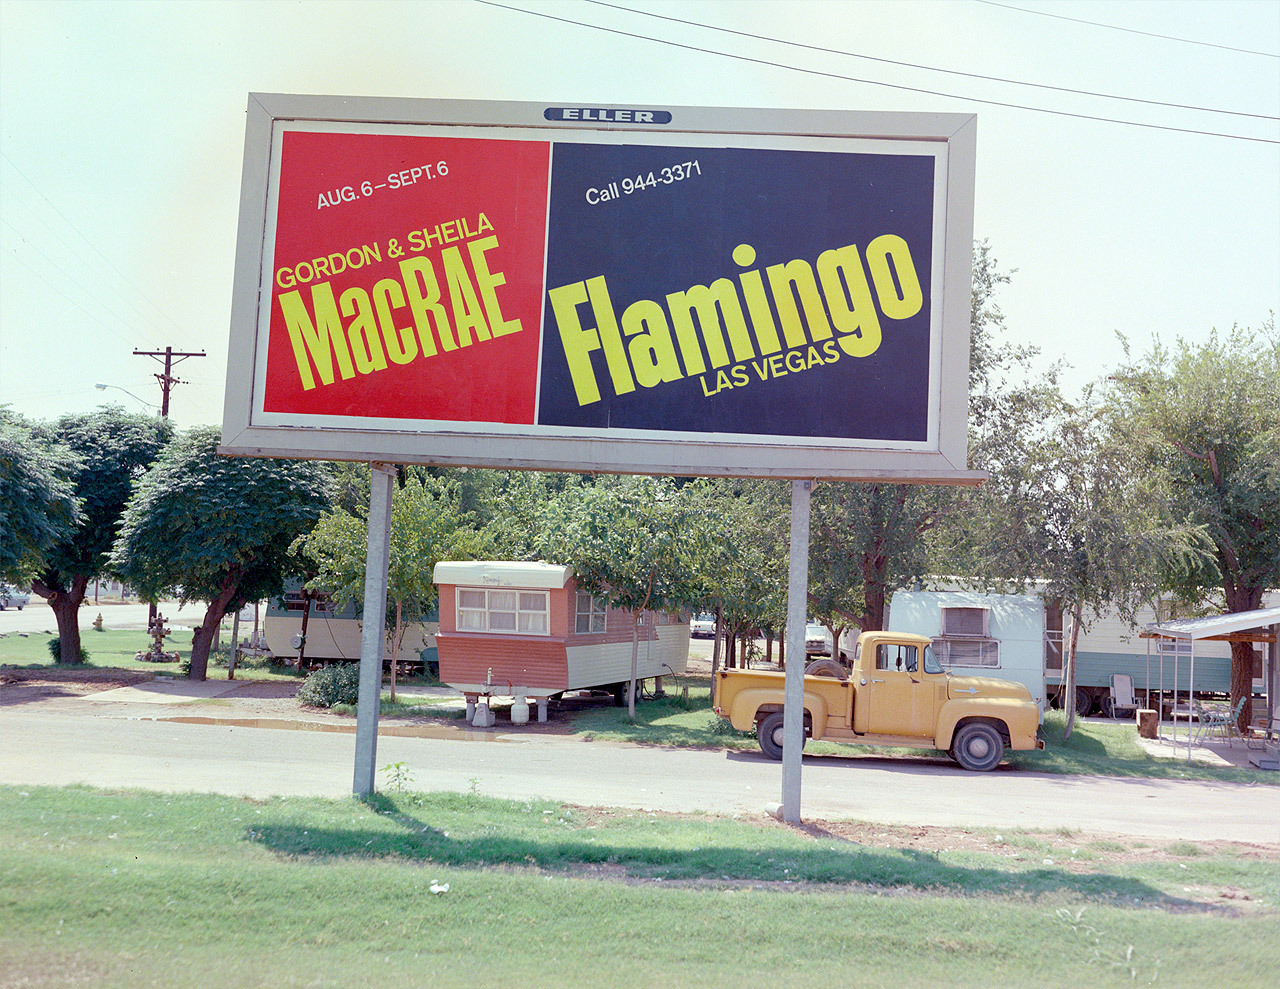 ELLER
AUG. 6–SEPT. 6
GORDON & SHEILA
MacRAE
Call 944-3371
Flamingo
LAS VEGAS